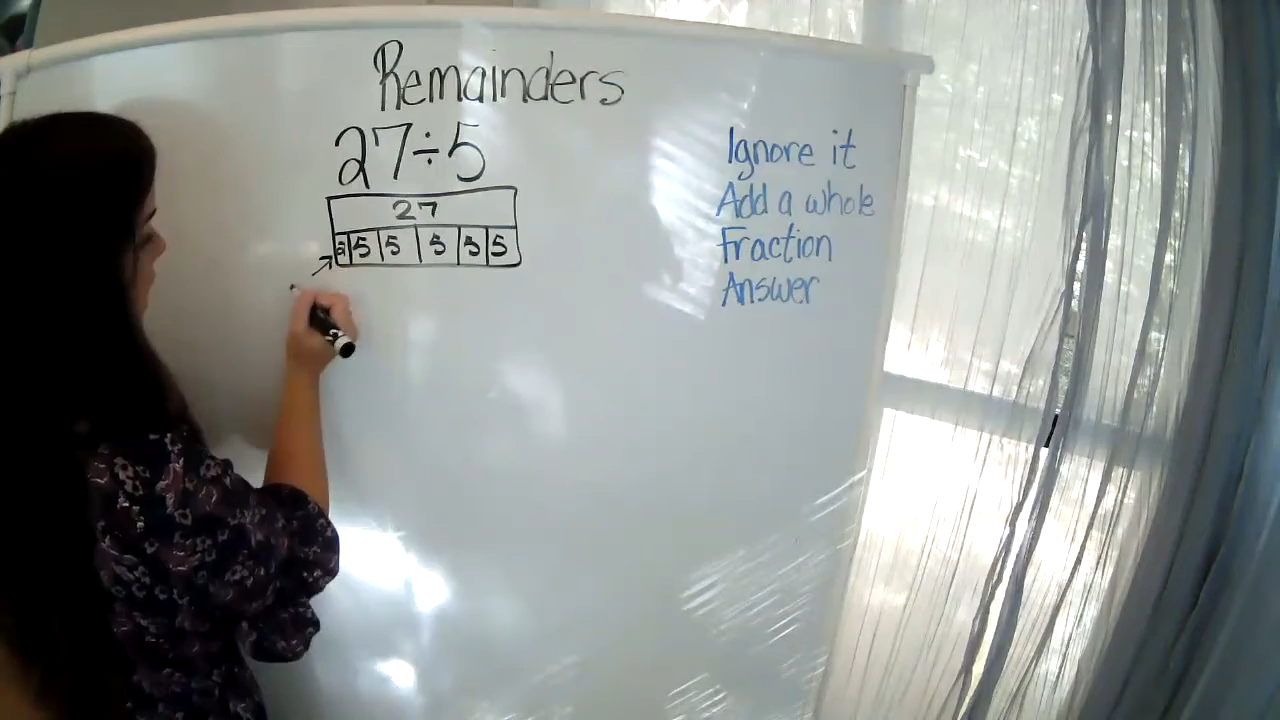 Remainders
27÷5
27
5 5 5 5 5
Ignore it
Add a whole
Fraction
Answer